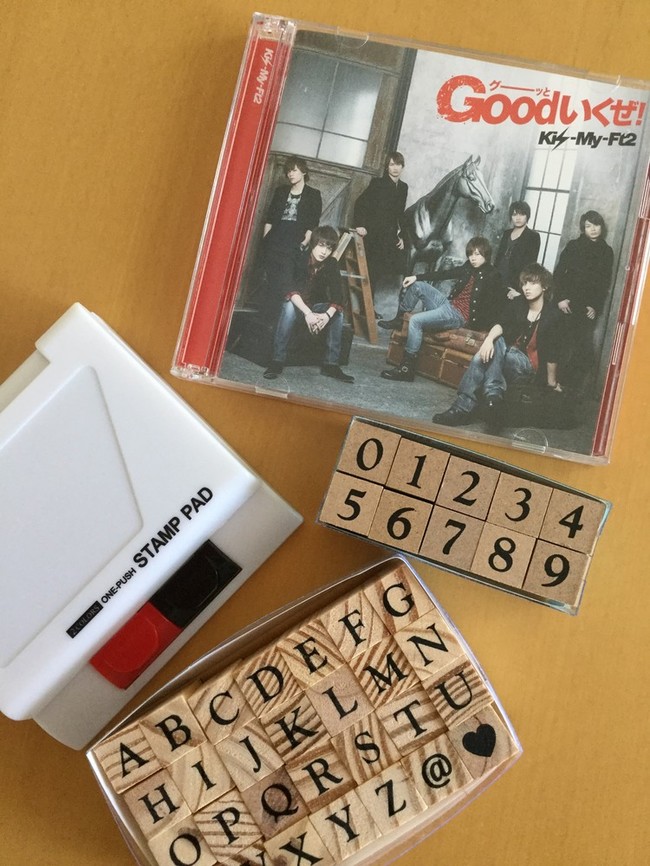 Kis-My-Ft2
グーッと
Goodいくぜ!
Kis-My-Ft2
0 1 2 3 4
5 6 7 8 9
2COLORS ONE-PUSH STAMP PAD
A B C D E F G
H I J K L M N
O P Q R S T U
X Y Z @ ♥